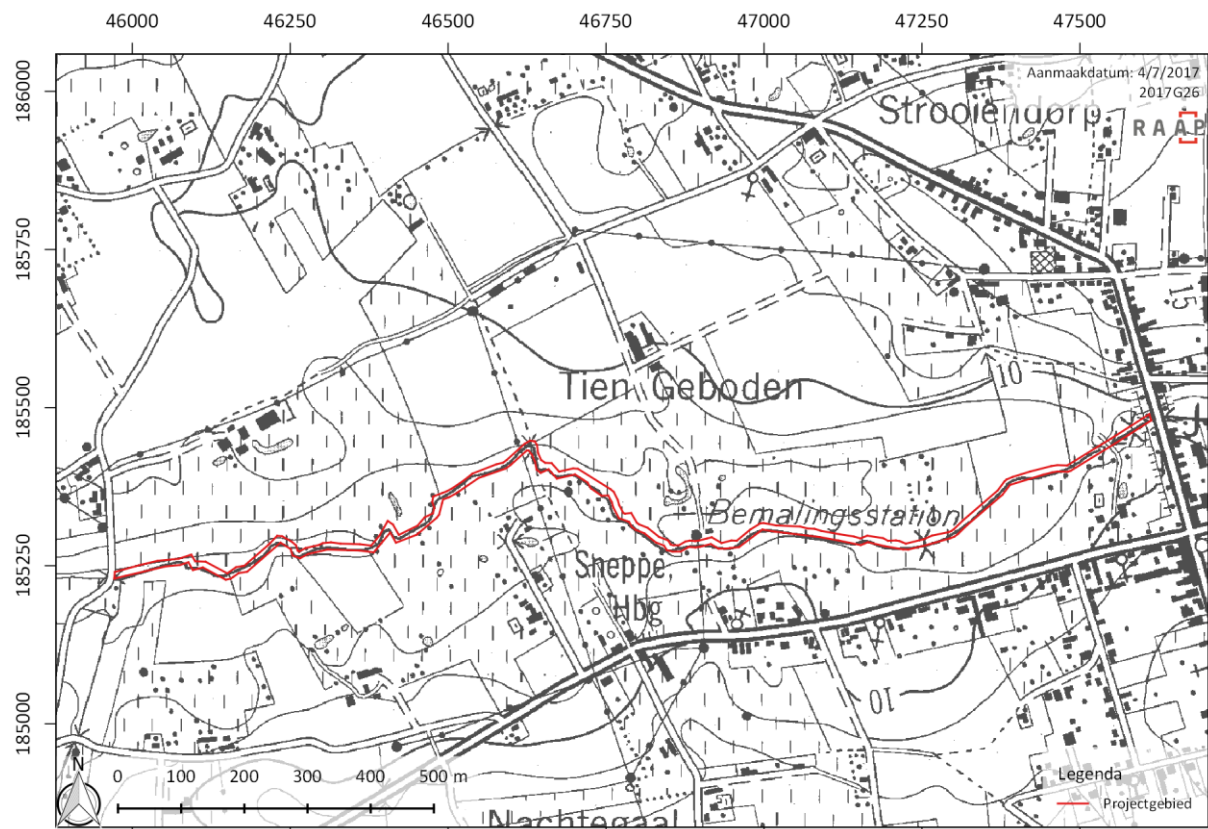 46000 46250 46500 46750 47000 47250 47500
186000
Aanmaakdatum: 4/7/2017
2017G26
Strooiendorp
RAAP
185750
15
10
Tien Geboden
185500
Bemalingsstation
185250
Sneppe
Hbg
10
185000
N
0 100 200 300 400 500 m
Legenda
Projectgebied
Nachtegaal